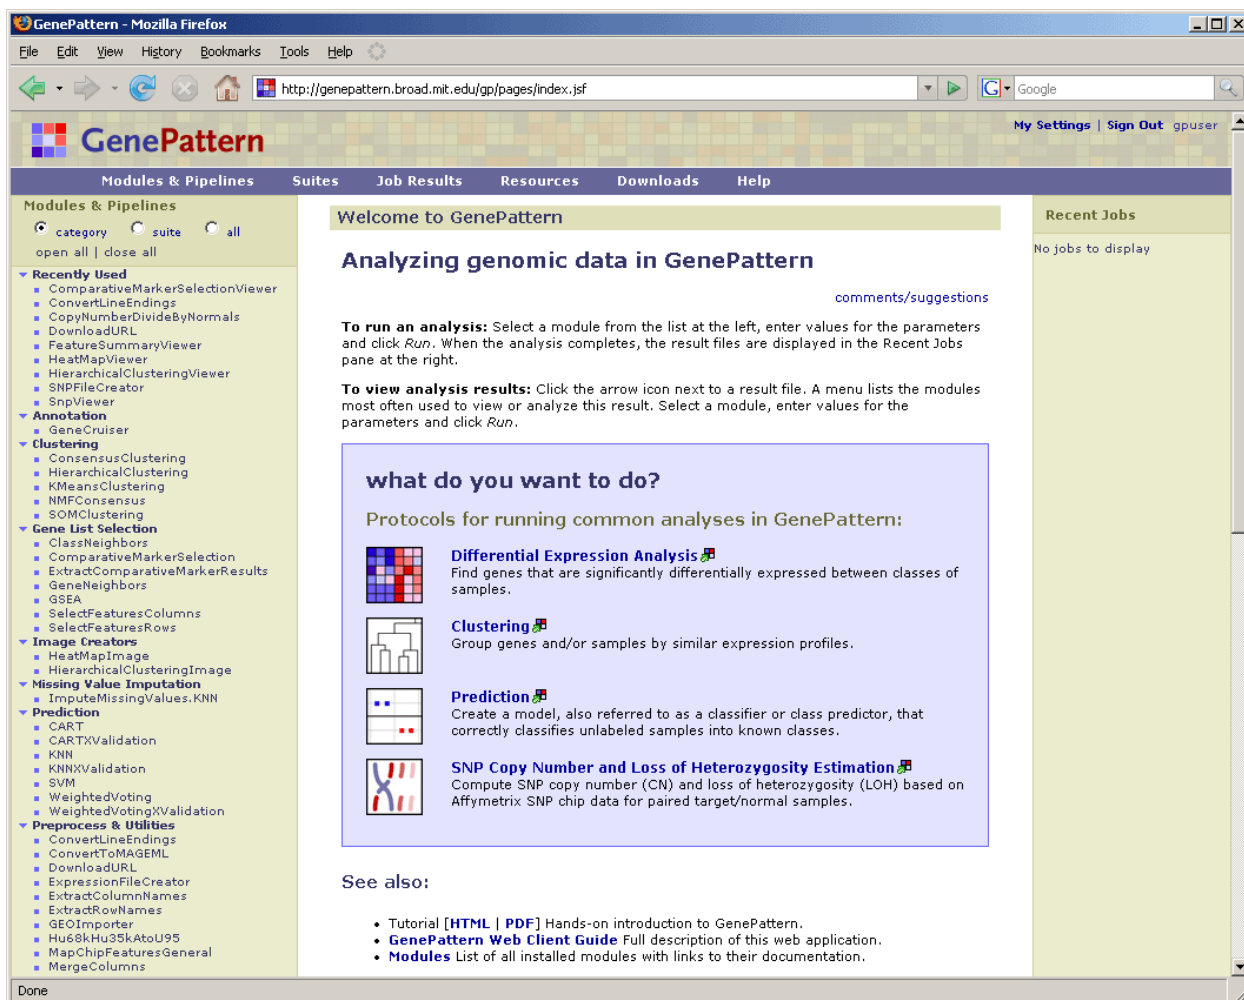 GenePattern - Mozilla Firefox
File Edit View History Bookmarks Tools Help
http://genepattern.broad.mit.edu/gp/pages/index.jsf
G Google
GenePattern
My Settings | Sign Out gpuser
Modules & Pipelines Suites Job Results Resources Downloads Help
Modules & Pipelines
category suite all
open all | close all
Recently Used
ComparativeMarkerSelectionViewer
ConvertLineEndings
CopyNumberDivideByNormals
DownloadURL
FeatureSummaryViewer
HeatMapViewer
HierarchicalClusteringViewer
SNPFileCreator
SnpViewer
Annotation
GeneCruiser
Clustering
ConsensusClustering
HierarchicalClustering
KMeansClustering
NMFConsensus
SOMClustering
Gene List Selection
ClassNeighbors
ComparativeMarkerSelection
ExtractComparativeMarkerResults
GeneNeighbors
GSEA
SelectFeaturesColumns
SelectFeaturesRows
Image Creators
HeatMapImage
HierarchicalClusteringImage
Missing Value Imputation
ImputeMissingValues.KNN
Prediction
CART
CARTXValidation
KNN
KNNXValidation
SVM
WeightedVoting
WeightedVotingXValidation
Preprocess & Utilities
ConvertLineEndings
ConvertToMAGEML
DownloadURL
ExpressionFileCreator
ExtractColumnNames
ExtractRowNames
GEOImporter
Hu68kHu35kAtoU95
MapChipFeaturesGeneral
MergeColumns
Welcome to GenePattern
Analyzing genomic data in GenePattern
comments/suggestions
To run an analysis: Select a module from the list at the left, enter values for the parameters
and click Run. When the analysis completes, the result files are displayed in the Recent Jobs
pane at the right.
To view analysis results: Click the arrow icon next to a result file. A menu lists the modules
most often used to view or analyze this result. Select a module, enter values for the
parameters and click Run.
what do you want to do?
Protocols for running common analyses in GenePattern:
Differential Expression Analysis
Find genes that are significantly differentially expressed between classes of
samples.
Clustering
Group genes and/or samples by similar expression profiles.
Prediction
Create a model, also referred to as a classifier or class predictor, that
correctly classifies unlabeled samples into known classes.
SNP Copy Number and Loss of Heterozygosity Estimation
Compute SNP copy number (CN) and loss of heterozygosity (LOH) based on
Affymetrix SNP chip data for paired target/normal samples.
See also:
Tutorial [HTML | PDF] Hands-on introduction to GenePattern.
GenePattern Web Client Guide Full description of this web application.
Modules List of all installed modules with links to their documentation.
Recent Jobs
No jobs to display
Done